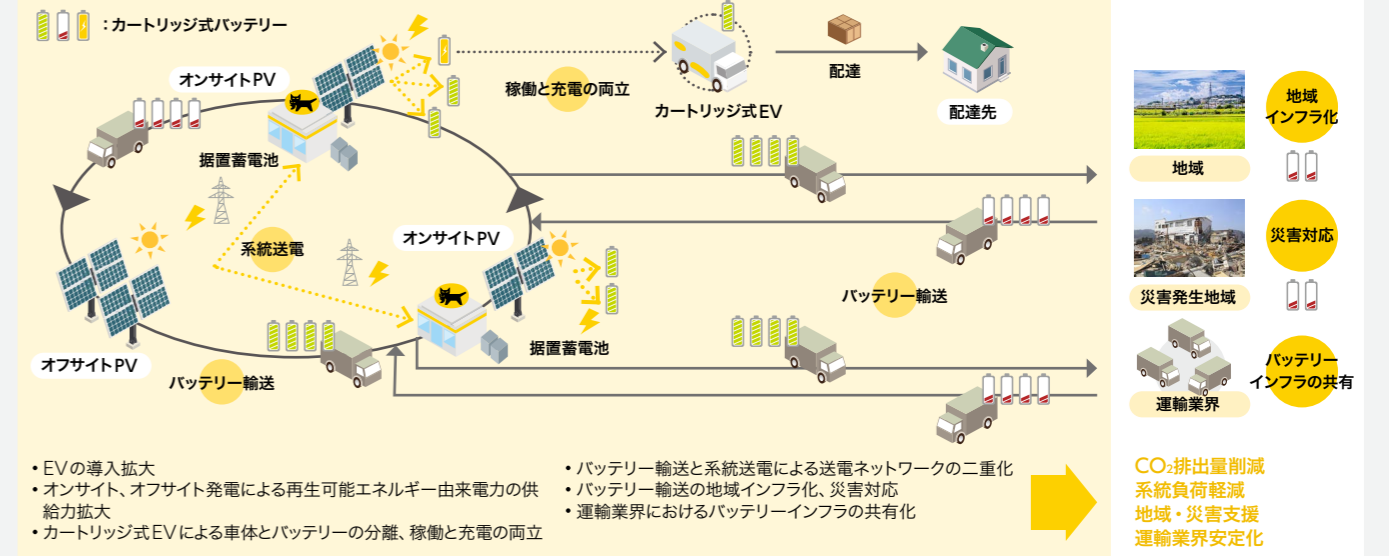 ：カートリッジ式バッテリー
オンサイトPV
稼働と充電の両立
カートリッジ式EV
配達
配達先
据置蓄電池
系統送電
オンサイトPV
据置蓄電池
オフサイトPV
バッテリー輸送
バッテリー輸送
地域
地域
インフラ化
災害発生地域
災害対応
運輸業界
バッテリー
インフラの共有
• EVの導入拡大
• オンサイト、オフサイト発電による再生可能エネルギー由来電力の供
給力拡大
• カートリッジ式EVによる車体とバッテリーの分離、稼働と充電の両立
• バッテリー輸送と系統送電による送電ネットワークの二重化
• バッテリー輸送の地域インフラ化、災害対応
• 運輸業界におけるバッテリーインフラの共有化
CO₂排出量削減
系統負荷軽減
地域・災害支援
運輸業界安定化